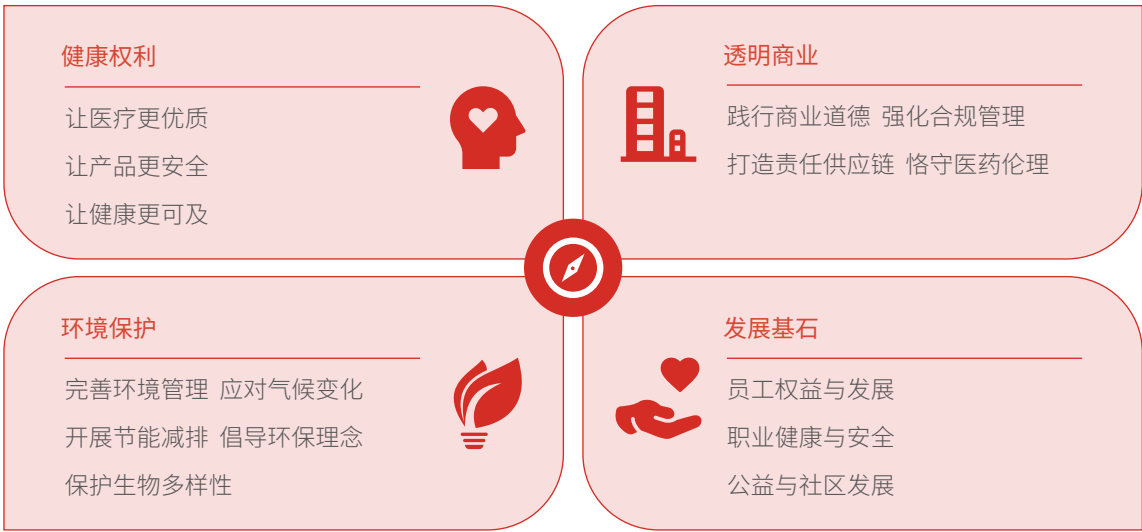 健康权利
让医疗更优质
让产品更安全
让健康更可及
透明商业
践行商业道德 强化合规管理
打造责任供应链 恪守医药伦理
环境保护
完善环境管理 应对气候变化
开展节能减排 倡导环保理念
保护生物多样性
发展基石
员工权益与发展
职业健康与安全
公益与社区发展